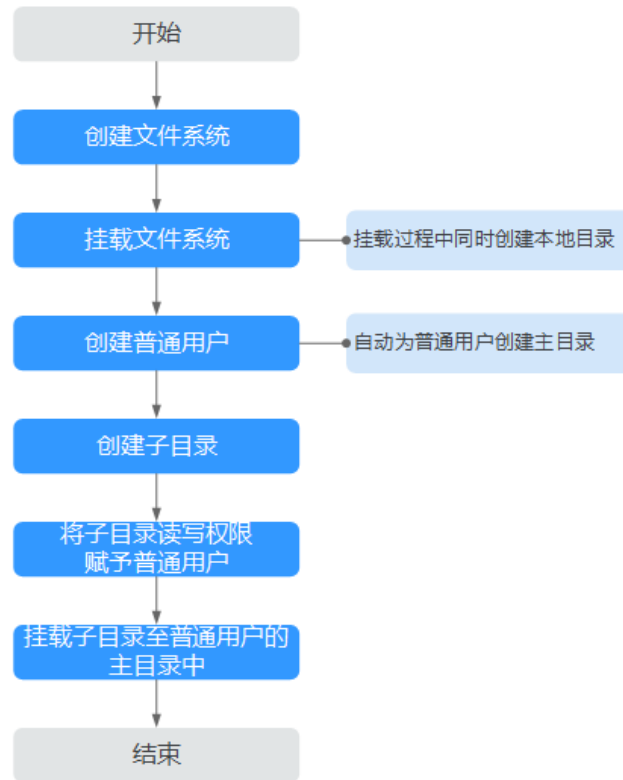 开始
创建文件系统
挂载文件系统
挂载过程中同时创建本地目录
创建普通用户
自动为普通用户创建主目录
创建子目录
将子目录读写权限
赋予普通用户
挂载子目录至普通用户的
主目录中
结束